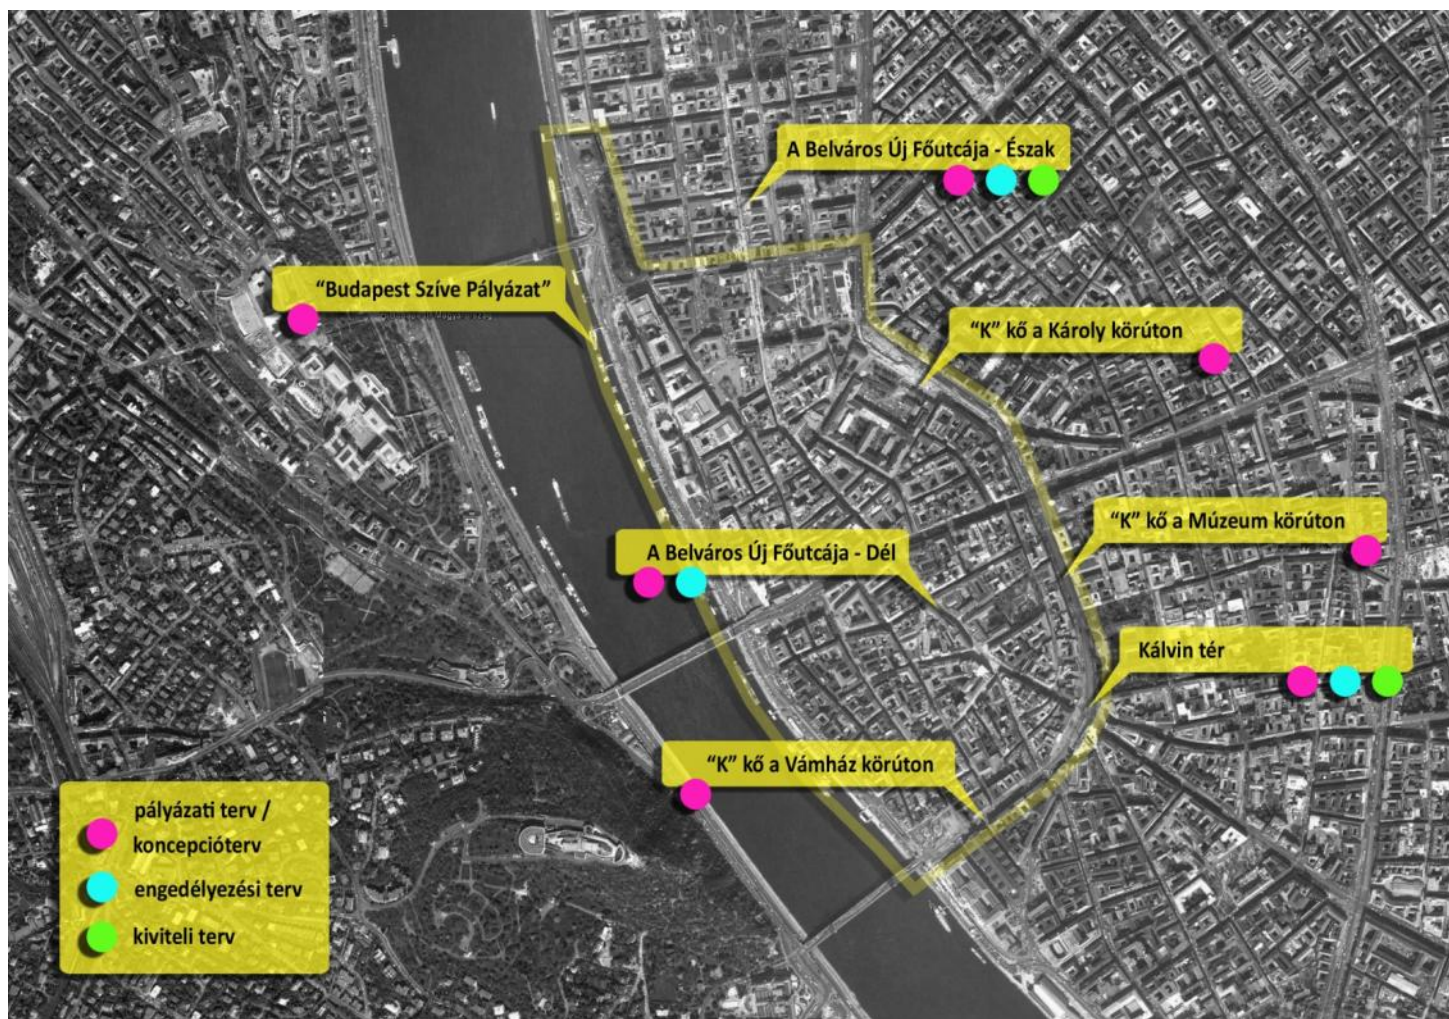 A Belváros Új Főutcája - Észak
“Budapest Szíve Pályázat”
“K” kő a Károly körúton
“K” kő a Múzeum körúton
A Belváros Új Főutcája - Dél
Kálvin tér
“K” kő a Vámház körúton
pályázati terv /
koncepcióterv
engedélyezési terv
kiviteli terv